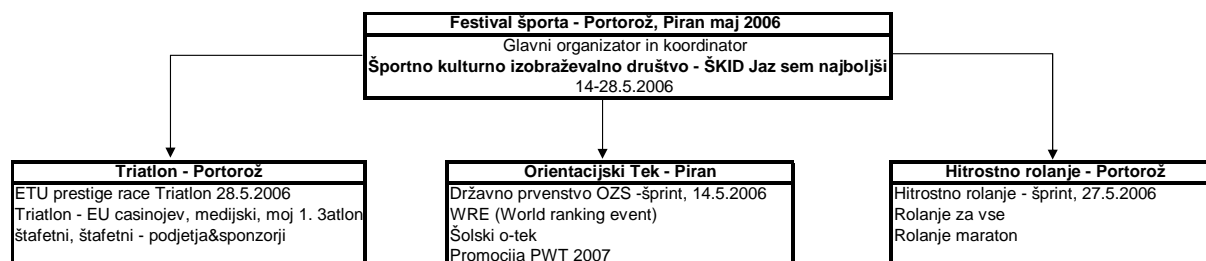 Festival športa - Portorož, Piran maj 2006
Glavni organizator in koordinator
Športno kulturno izobraževalno društvo - ŠKID Jaz sem najboljši
14-28.5.2006
Triatlon - Portorož
ETU prestige race Triatlon 28.5.2006
Triatlon - EU casinojev, medijski, moj 1. 3atlon
štafetni, štafetni - podjetja&sponzorji
Orientacijski Tek - Piran
Državno prvenstvo OZS -šprint, 14.5.2006
WRE (World ranking event)
Šolski o-tek
Promocija PWT 2007
Hitrostno rolanje - Portorož
Hitrostno rolanje - šprint, 27.5.2006
Rolanje za vse
Rolanje maraton